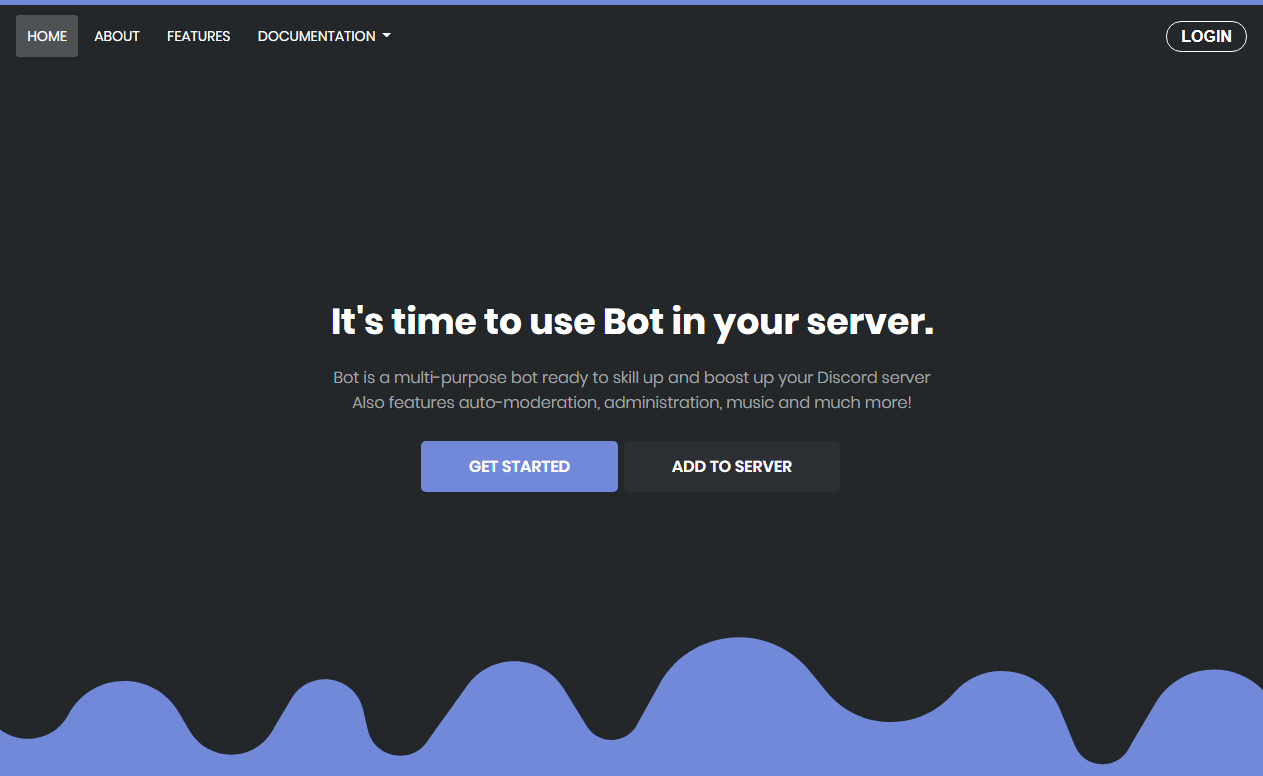 HOME ABOUT FEATURES DOCUMENTATION LOGIN
It's time to use Bot in your server.
Bot is a multi-purpose bot ready to skill up and boost up your Discord server
Also features auto-moderation, administration, music and much more!
GET STARTED ADD TO SERVER